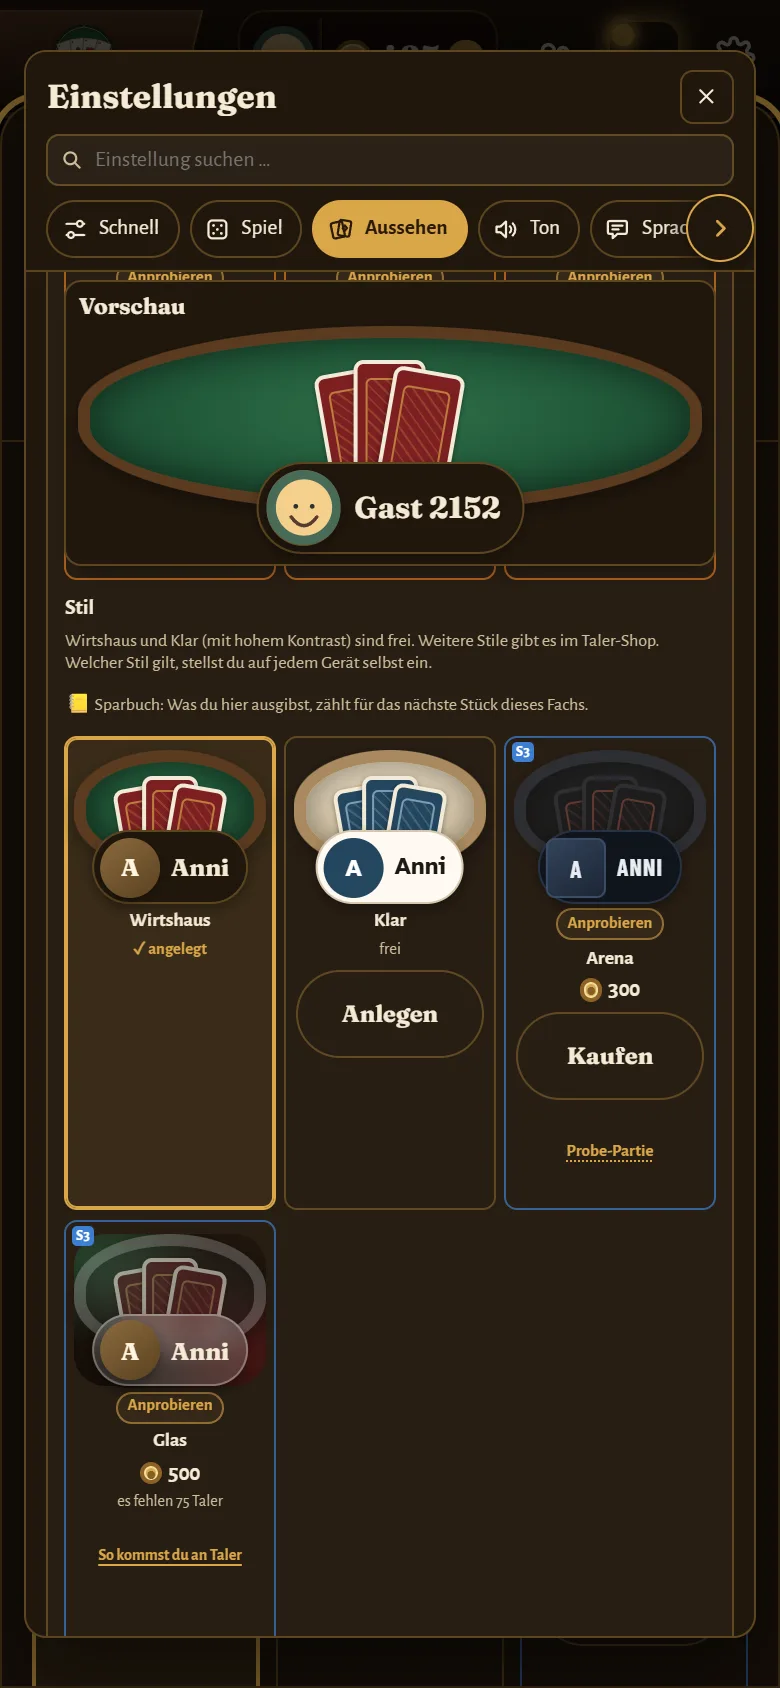 Einstellungen
Einstellung suchen ...
Schnell
Spiel
Aussehen
Ton
Sprac
Anprobieren
Anprobieren
Anprobieren
Vorschau
Gast 2152
Stil
Wirtshaus und Klar (mit hohem Kontrast) sind frei. Weitere Stile gibt es im Taler-Shop.
Welcher Stil gilt, stellst du auf jedem Gerät selbst ein.
Sparbuch: Was du hier ausgibst, zählt für das nächste Stück dieses Fachs.
A Anni
Wirtshaus
✓ angelegt
A Anni
Klar
frei
Anlegen
S3
A ANNI
Anprobieren
Arena
300
Kaufen
Probe-Partie
S3
A Anni
Anprobieren
Glas
500
es fehlen 75 Taler
So kommst du an Taler